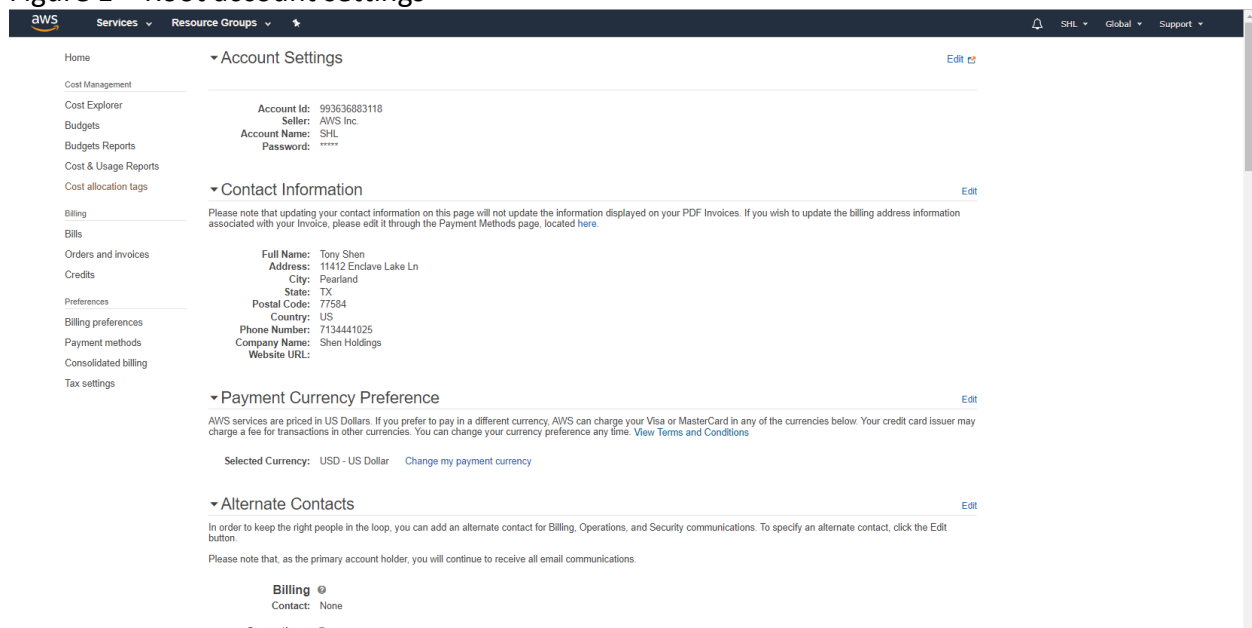 Figure 1 – Root account settings
aws Services Resource Groups SHL Global Support
Home
Cost Management
Cost Explorer
Budgets
Budgets Reports
Cost & Usage Reports
Cost allocation tags
Billing
Bills
Orders and invoices
Credits
Preferences
Billing preferences
Payment methods
Consolidated billing
Tax settings
Account Settings Edit
Account Id: 993636883118
Seller: AWS Inc.
Account Name: SHL
Password: *****
Contact Information Edit
Please note that updating your contact information on this page will not update the information displayed on your PDF Invoices. If you wish to update the billing address information
associated with your Invoice, please edit it through the Payment Methods page, located here.
Full Name: Tony Shen
Address: 11412 Enclave Lake Ln
City: Pearland
State: TX
Postal Code: 77584
Country: US
Phone Number: 7134441025
Company Name: Shen Holdings
Website URL:
Payment Currency Preference Edit
AWS services are priced in US Dollars. If you prefer to pay in a different currency, AWS can charge your Visa or MasterCard in any of the currencies below. Your credit card issuer may
charge a fee for transactions in other currencies. You can change your currency preference any time. View Terms and Conditions
Selected Currency: USD - US Dollar Change my payment currency
Alternate Contacts Edit
In order to keep the right people in the loop, you can add an alternate contact for Billing, Operations, and Security communications. To specify an alternate contact, click the Edit
button.
Please note that, as the primary account holder, you will continue to receive all email communications.
Billing
Contact: None